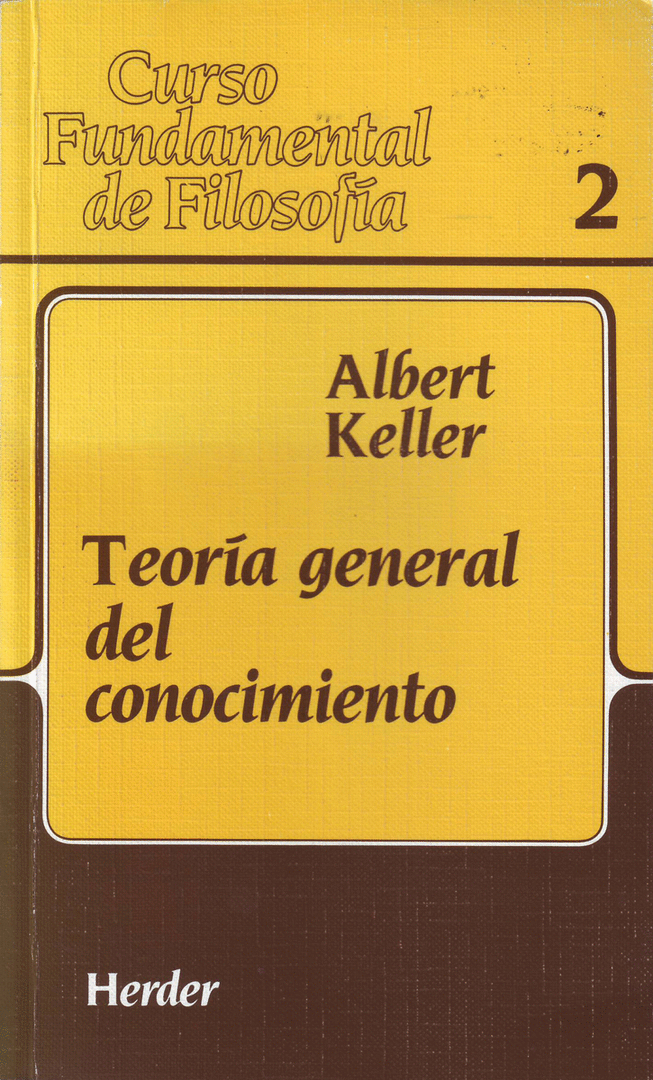 Curso
Fundamental
de Filosofía
2
Albert
Keller
Teoría general
del
conocimiento
Herder